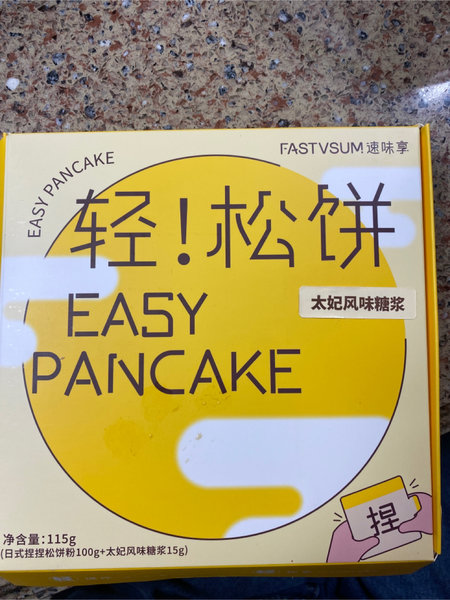 FASTVSUM 速味享
EASY PANCAKE
轻!松饼
太妃风味糖浆
EASY
PANCAKE
捏
净含量:115g
(日式捏捏松饼粉100g+太妃风味糖浆15g)